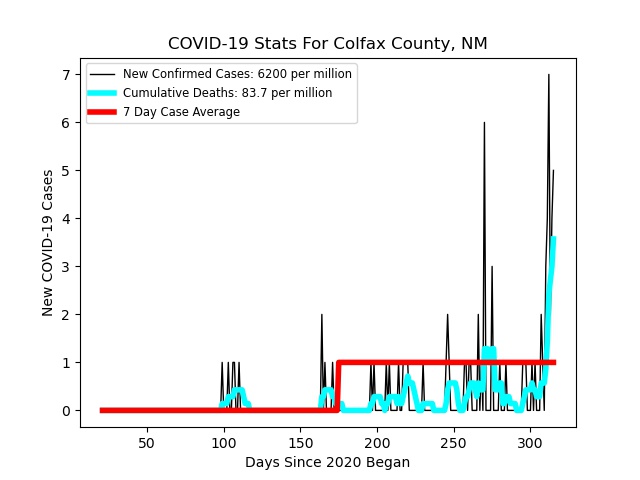 COVID-19 Stats For Colfax County, NM
New Confirmed Cases: 6200 per million
Cumulative Deaths: 83.7 per million
7 Day Case Average
New COVID-19 Cases
7
6
5
4
3
2
1
0
50 100 150 200 250 300
Days Since 2020 Began